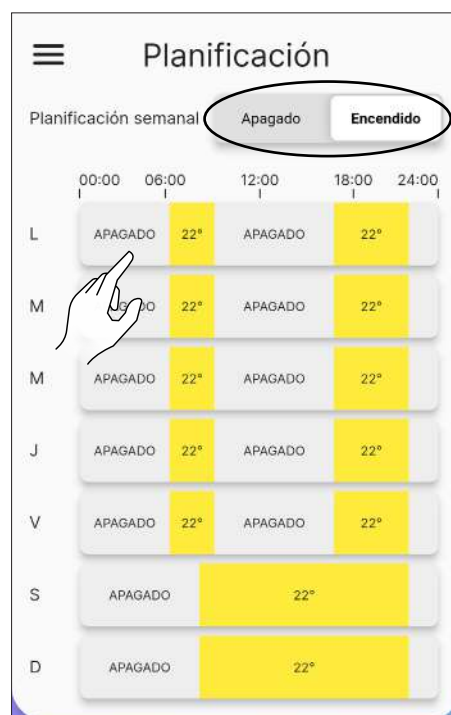 Planificación
Planificación semanal Apagado Encendido
00:00 06:00 12:00 18:00 24:00
L APAGADO 22° APAGADO 22°
M 22° APAGADO 22°
M APAGADO 22° APAGADO 22°
J APAGADO 22° APAGADO 22°
V APAGADO 22° APAGADO 22°
S APAGADO 22°
D APAGADO 22°